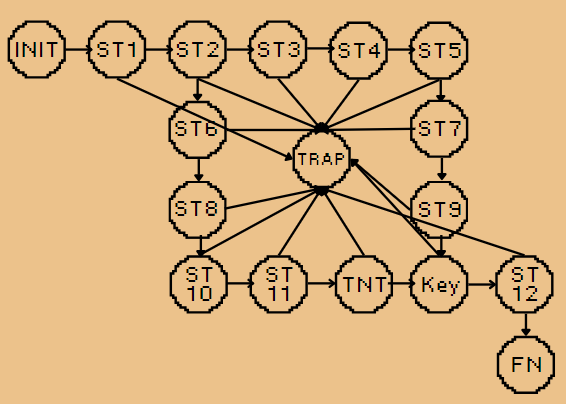 INIT
ST1
ST2
ST3
ST4
ST5
ST6
TRAP
ST7
ST8
ST9
ST
10
ST
11
TNT
Key
ST
12
FN